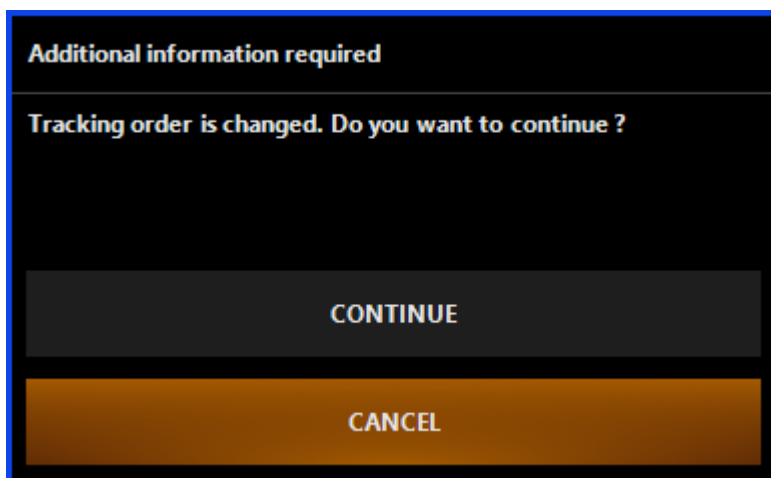 Additional information required
Tracking order is changed. Do you want to continue ?
CONTINUE
CANCEL